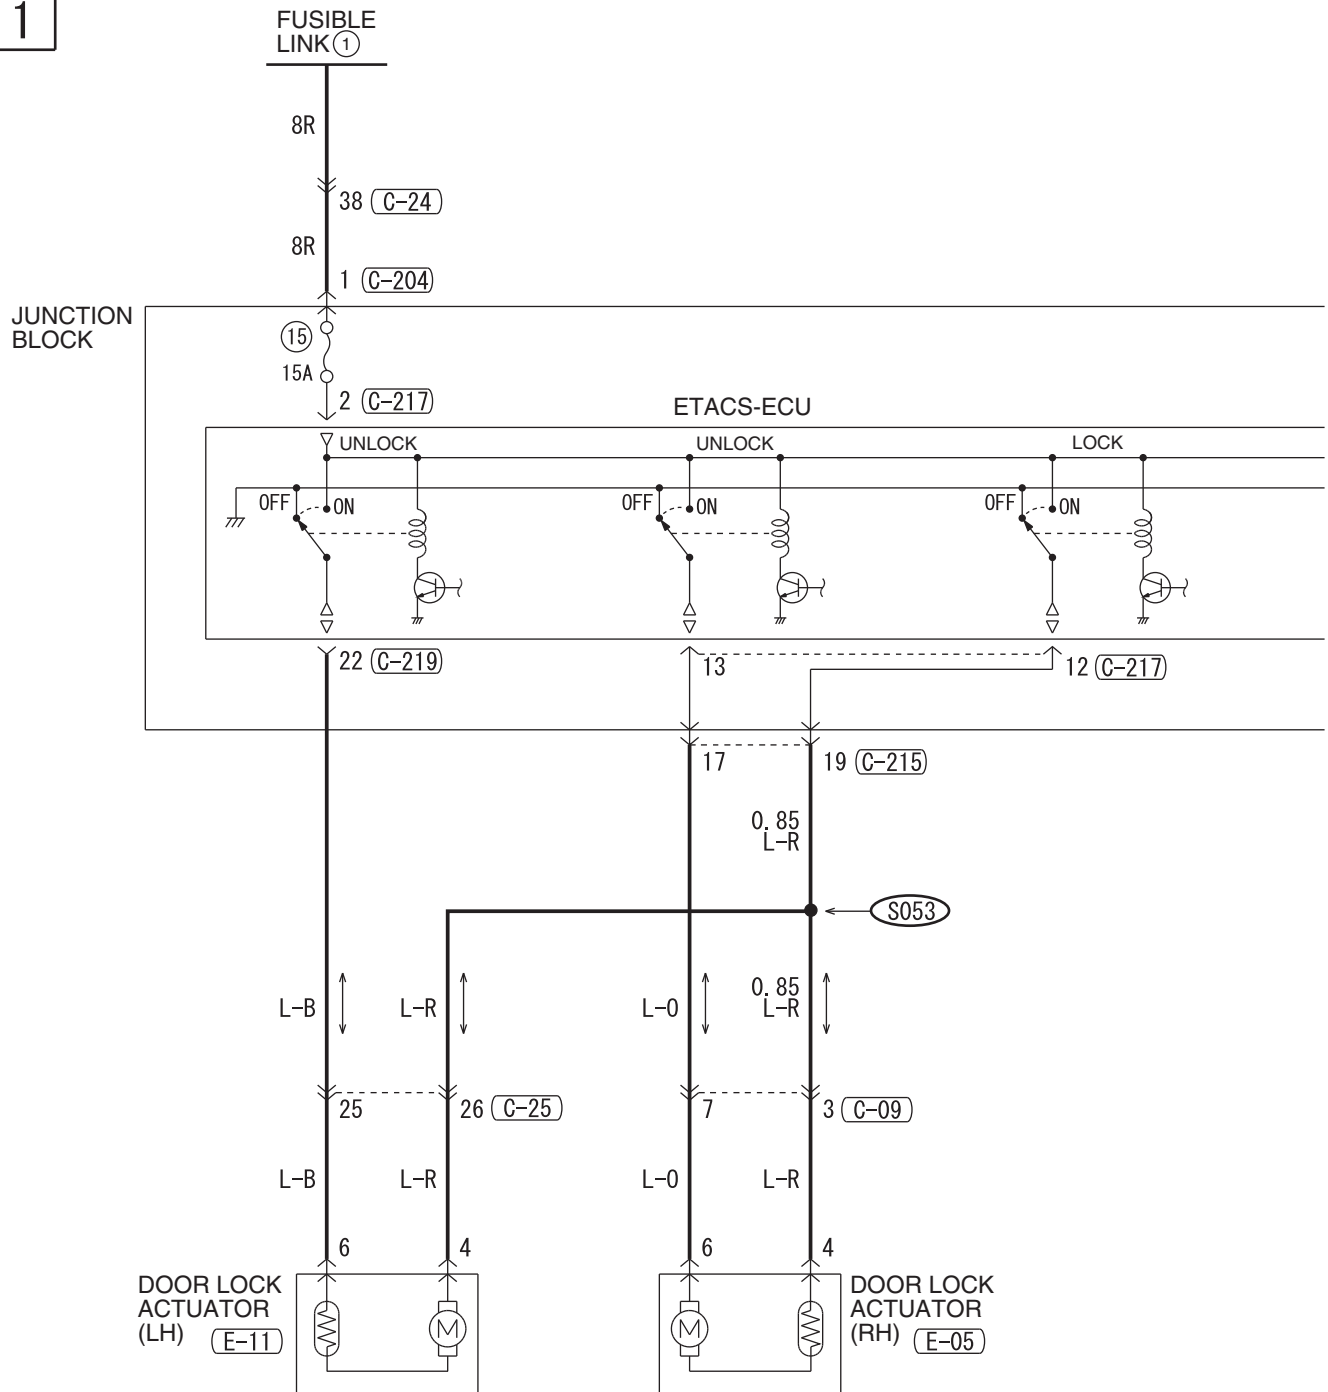 1
FUSIBLE
LINK ①
8R
38 C-24
8R
1 C-204
JUNCTION
BLOCK
⑮
15A
2 C-217
ETACS-ECU
UNLOCK UNLOCK LOCK
OFF ON OFF ON OFF ON
22 C-219 13 12 C-217
17 19 C-215
0.85
L-R
S053
0.85
L-B L-R L-O L-R
25 26 C-25 7 3 C-09
L-B L-R L-O L-R
6 4 6 4
DOOR LOCK
ACTUATOR
(LH) E-11
M M
DOOR LOCK
ACTUATOR
(RH) E-05